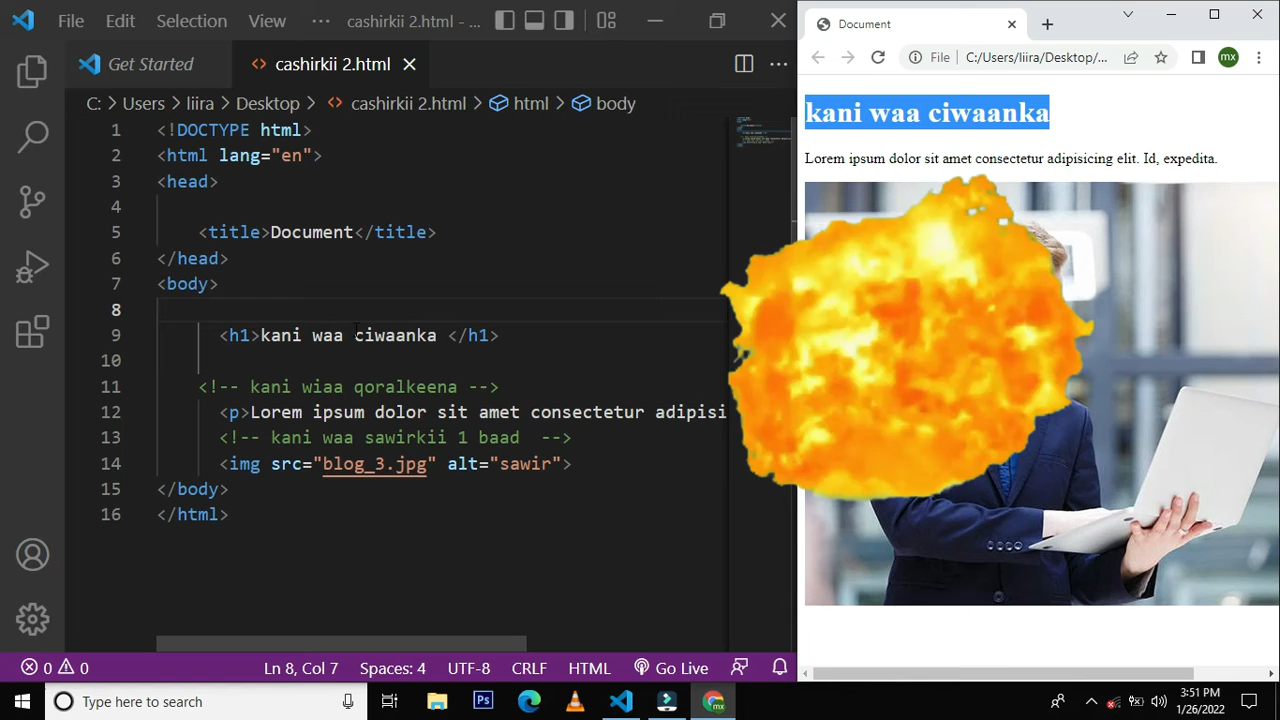 File Edit Selection View ··· cashirkii 2.html - ...
Get Started
cashirkii 2.html
C: > Users > liira > Desktop > cashirkii 2.html > html > body
1 <!DOCTYPE html>
2 <html lang="en">
3 <head>
4
5 <title>Document</title>
6 </head>
7 <body>
8
9 <h1>kani waa ciwaanka </h1>
10
11 <!-- kani wiaa qoralkeena -->
12 <p>Lorem ipsum dolor sit amet consectetur adipisi
13 <!-- kani waa sawirkii 1 baad  -->
14 <img src="blog_3.jpg" alt="sawir">
15 </body>
16 </html>
0 0 Ln 8, Col 7 Spaces: 4 UTF-8 CRLF HTML Go Live
Document
File C:/Users/liira/Desktop/... mx
kani waa ciwaanka
Lorem ipsum dolor sit amet consectetur adipisicing elit. Id, expedita.
Type here to search
Ps
mx
3:51 PM
1/26/2022